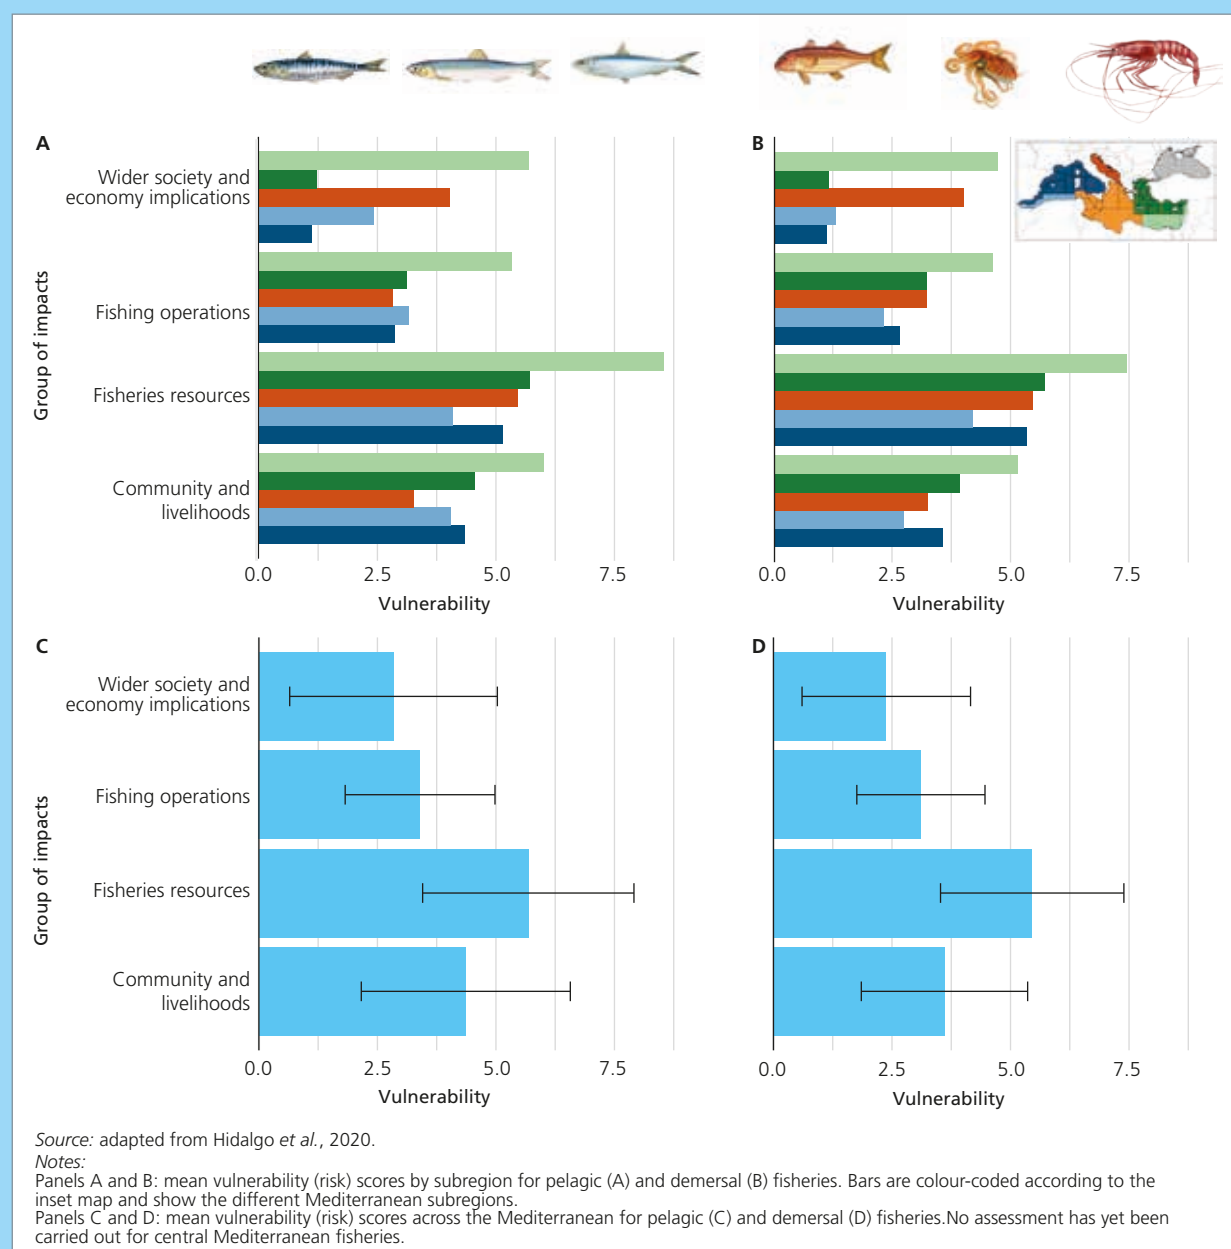 A
B
Wider society and
economy implications
Fishing operations
Fisheries resources
Community and
livelihoods
Group of impacts
0.0 2.5 5.0 7.5
Vulnerability
0.0 2.5 5.0 7.5
Vulnerability
C
D
Wider society and
economy implications
Fishing operations
Fisheries resources
Community and
livelihoods
Group of impacts
0.0 2.5 5.0 7.5
Vulnerability
0.0 2.5 5.0 7.5
Vulnerability
Source: adapted from Hidalgo et al., 2020.
Notes:
Panels A and B: mean vulnerability (risk) scores by subregion for pelagic (A) and demersal (B) fisheries. Bars are colour-coded according to the
inset map and show the different Mediterranean subregions.
Panels C and D: mean vulnerability (risk) scores across the Mediterranean for pelagic (C) and demersal (D) fisheries.No assessment has yet been
carried out for central Mediterranean fisheries.